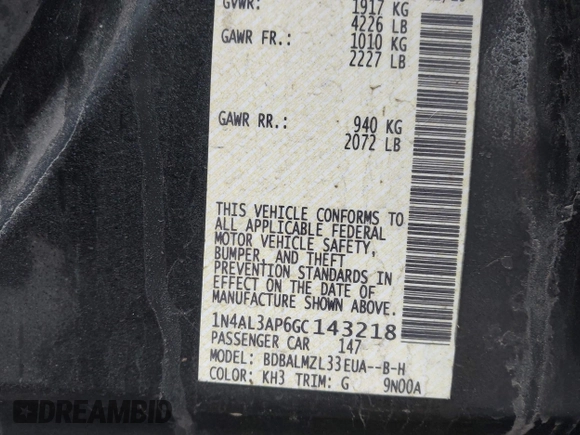 GVWR: 1917 KG
4226 LB
GAWR FR.: 1010 KG
2227 LB
GAWR RR.: 940 KG
2072 LB
THIS VEHICLE CONFORMS TO
ALL APPLICABLE FEDERAL
MOTOR VEHICLE SAFETY,
BUMPER, AND THEFT
PREVENTION STANDARDS IN
EFFECT ON THE DATE OF
MANUFACTURE SHOWN ABOVE.
1N4AL3AP6GC143218
PASSENGER CAR 147
MODEL: BDBALMZL33EUA--B-H
COLOR; KH3 TRIM: G 9N00A
DREAMBID